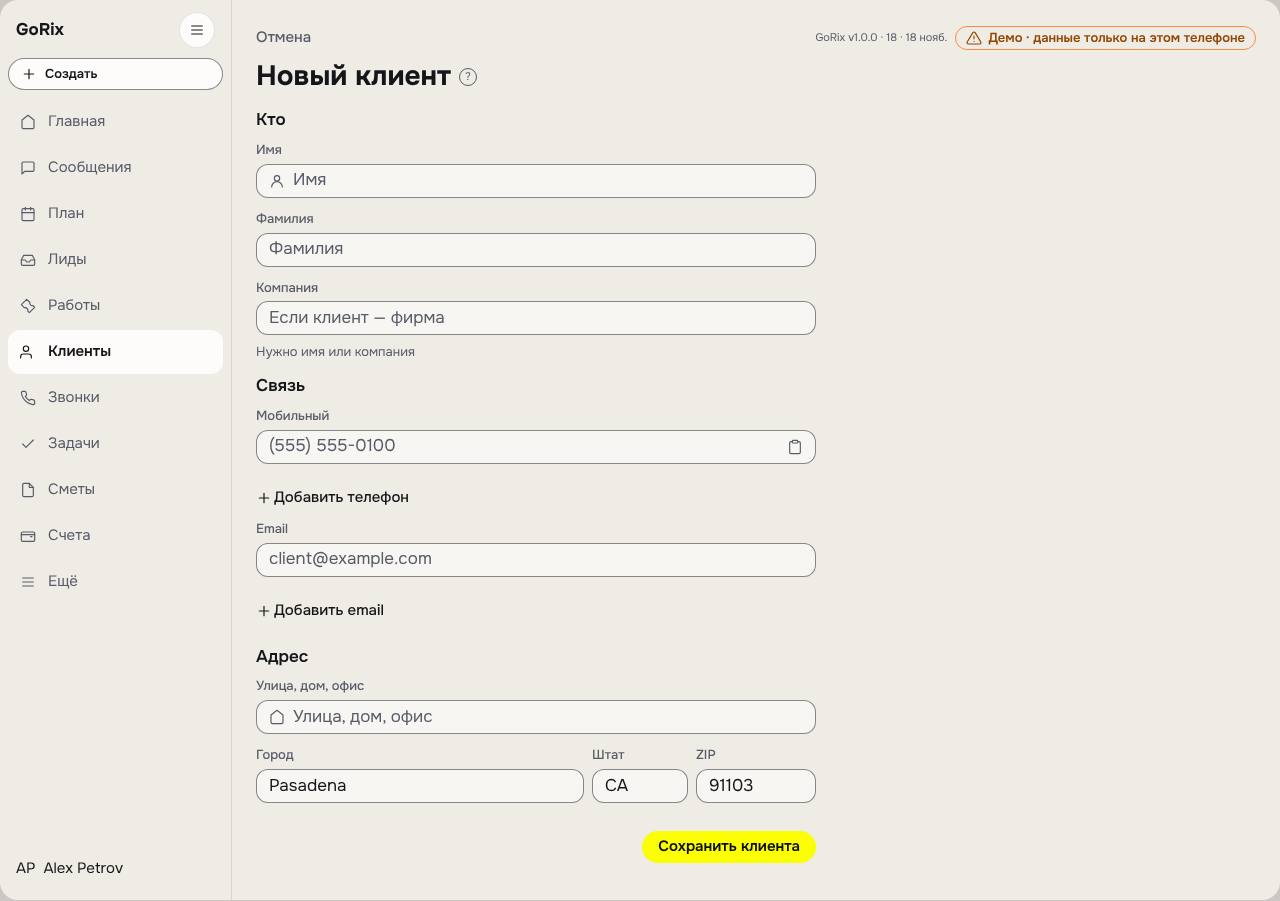 GoRix
Создать
Главная
Сообщения
План
Лиды
Работы
Клиенты
Звонки
Задачи
Сметы
Счета
Ещё
AP Alex Petrov
Отмена
GoRix v1.0.0 · 18 · 18 нояб.
Демо · данные только на этом телефоне
Новый клиент ?
Кто
Имя
Имя
Фамилия
Фамилия
Компания
Если клиент — фирма
Нужно имя или компания
Связь
Мобильный
(555) 555-0100
Добавить телефон
Email
client@example.com
Добавить email
Адрес
Улица, дом, офис
Улица, дом, офис
Город Штат ZIP
Pasadena CA 91103
Сохранить клиента